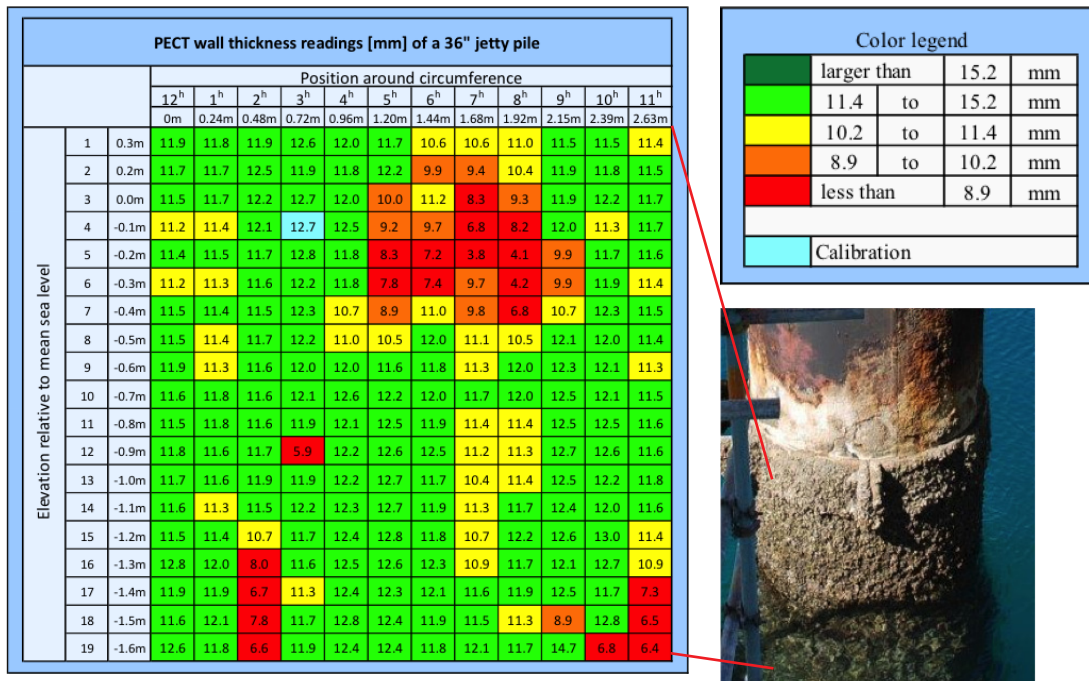 PECT wall thickness readings [mm] of a 36" jetty pile
Position around circumference
12h 1h 2h 3h 4h 5h 6h 7h 8h 9h 10h 11h
0m 0.24m 0.48m 0.72m 0.96m 1.20m 1.44m 1.68m 1.92m 2.15m 2.39m 2.63m
Elevation relative to mean sea level
1 0.3m 11.9 11.8 11.9 12.6 12.0 11.7 10.6 10.6 11.0 11.5 11.5 11.4
2 0.2m 11.7 11.7 12.5 11.9 11.8 12.2 9.9 9.4 10.4 11.9 11.8 11.5
3 0.0m 11.5 11.7 12.2 12.7 12.0 10.0 11.2 8.3 9.3 11.9 12.2 11.7
4 -0.1m 11.2 11.4 12.1 12.7 12.5 9.2 9.7 6.8 8.2 12.0 11.3 11.7
5 -0.2m 11.4 11.5 11.7 12.8 11.8 8.3 7.2 3.8 4.1 9.9 11.7 11.6
6 -0.3m 11.2 11.3 11.6 12.2 11.8 7.8 7.4 9.7 4.2 9.9 11.9 11.4
7 -0.4m 11.5 11.4 11.5 12.3 10.7 8.9 11.0 9.8 6.8 10.7 12.3 11.5
8 -0.5m 11.5 11.4 11.7 12.2 11.0 10.5 12.0 11.1 10.5 12.1 12.0 11.4
9 -0.6m 11.9 11.3 11.6 12.0 12.0 11.6 11.8 11.3 12.0 12.3 12.1 11.3
10 -0.7m 11.6 11.8 11.6 12.1 12.6 12.2 12.0 11.7 12.0 12.5 12.1 11.5
11 -0.8m 11.5 11.8 11.6 11.9 12.1 12.5 11.9 11.4 11.4 12.5 12.5 11.6
12 -0.9m 11.8 11.6 11.7 5.9 12.2 12.6 12.5 11.2 11.3 12.7 12.6 11.6
13 -1.0m 11.7 11.6 11.9 11.9 12.2 12.7 11.7 10.4 11.4 12.5 12.2 11.8
14 -1.1m 11.6 11.3 11.5 12.2 12.3 12.7 11.9 11.3 11.7 12.4 12.0 11.6
15 -1.2m 11.5 11.4 10.7 11.7 12.4 12.8 11.8 10.7 12.2 12.6 13.0 11.4
16 -1.3m 12.8 12.0 8.0 11.6 12.5 12.6 12.3 10.9 11.7 12.1 12.7 10.9
17 -1.4m 11.9 11.9 6.7 11.3 12.4 12.3 12.1 11.6 11.9 12.5 11.7 7.3
18 -1.5m 11.6 12.1 7.8 11.7 12.8 12.4 11.9 11.5 11.3 8.9 12.8 6.5
19 -1.6m 12.6 11.8 6.6 11.9 12.4 12.4 11.8 12.1 11.7 14.7 6.8 6.4
Color legend
larger than 15.2 mm
11.4 to 15.2 mm
10.2 to 11.4 mm
8.9 to 10.2 mm
less than 8.9 mm
Calibration